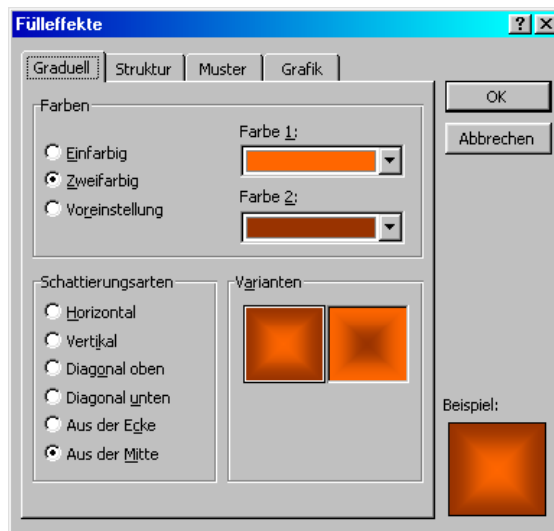 Fülleffekte
Graduell
Struktur
Muster
Grafik
OK
Abbrechen
Farben
Einfarbig
Zweifarbig
Voreinstellung
Farbe 1:
Farbe 2:
Schattierungsarten
Horizontal
Vertikal
Diagonal oben
Diagonal unten
Aus der Ecke
Aus der Mitte
Varianten
Beispiel: